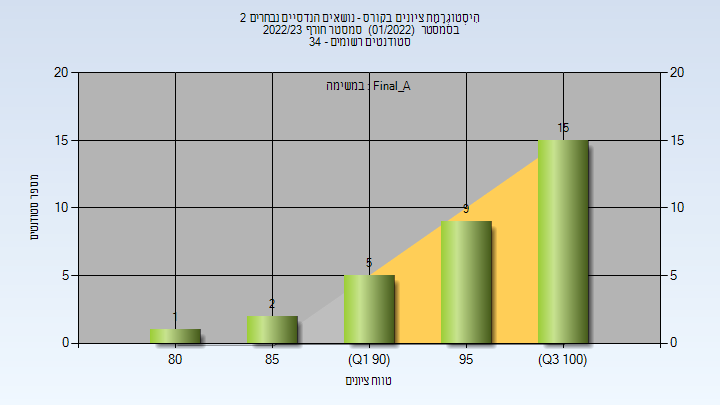 היסטוגרמת ציונים בקורס - נושאים הנדסיים נבחרים 2
בסמסטר (01/2022) סמסטר חורף 2022/23
סטודנטים רשומים - 34
במשימה : Final_A
20 20
15 15
10 10
5 5
0 0
מספר סטודנטים
1 2 5 9 15
80 85 (Q1 90) 95 (Q3 100)
טווח ציונים